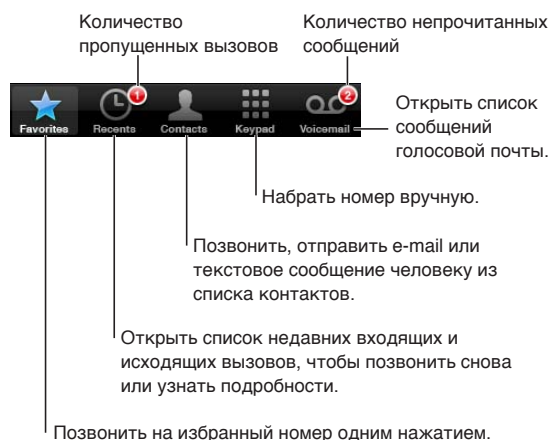 Количество
пропущенных вызовов
Количество непрочитанных
сообщений
1
2
Favorites
Recents
Contacts
Keypad
Voicemail
Открыть список
сообщений
голосовой почты.
Набрать номер вручную.
Позвонить, отправить e-mail или
текстовое сообщение человеку из
списка контактов.
Открыть список недавних входящих и
исходящих вызовов, чтобы позвонить снова
или узнать подробности.
Позвонить на избранный номер одним нажатием.